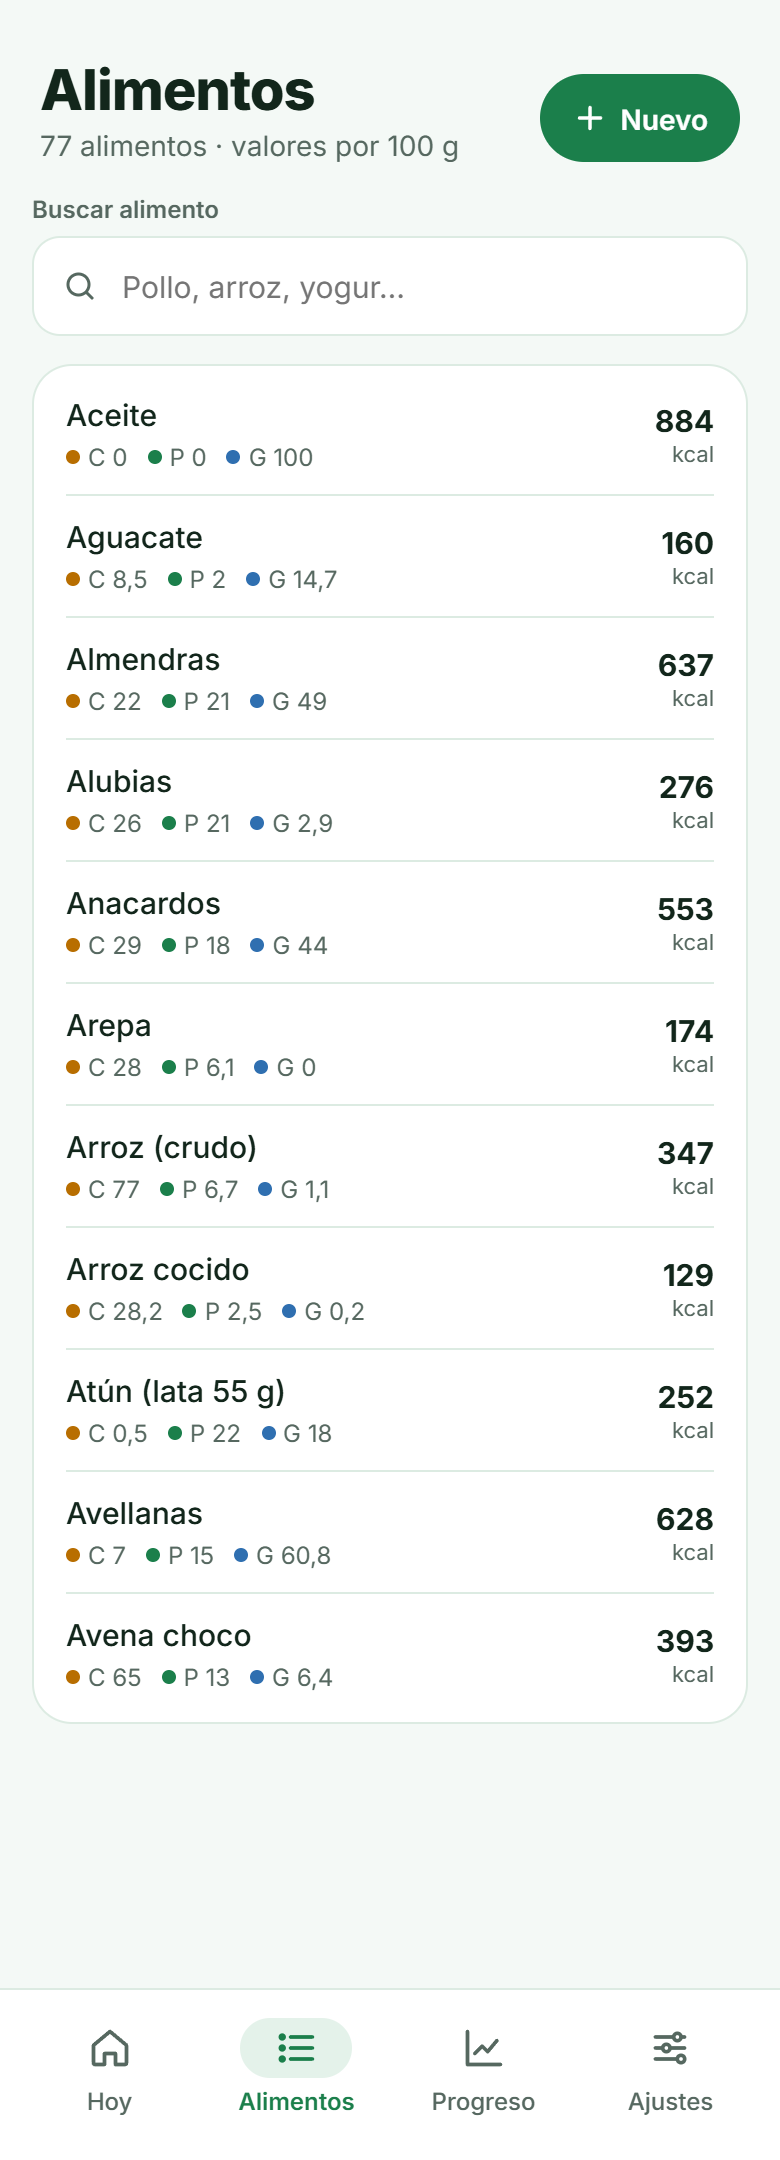 Alimentos
77 alimentos · valores por 100 g
+ Nuevo
Buscar alimento
Pollo, arroz, yogur...
Aceite
884
C 0 P 0 G 100
kcal
Aguacate
160
C 8,5 P 2 G 14,7
kcal
Almendras
637
C 22 P 21 G 49
kcal
Alubias
276
C 26 P 21 G 2,9
kcal
Anacardos
553
C 29 P 18 G 44
kcal
Arepa
174
C 28 P 6,1 G 0
kcal
Arroz (crudo)
347
C 77 P 6,7 G 1,1
kcal
Arroz cocido
129
C 28,2 P 2,5 G 0,2
kcal
Atún (lata 55 g)
252
C 0,5 P 22 G 18
kcal
Avellanas
628
C 7 P 15 G 60,8
kcal
Avena choco
393
C 65 P 13 G 6,4
kcal
Hoy Alimentos Progreso Ajustes